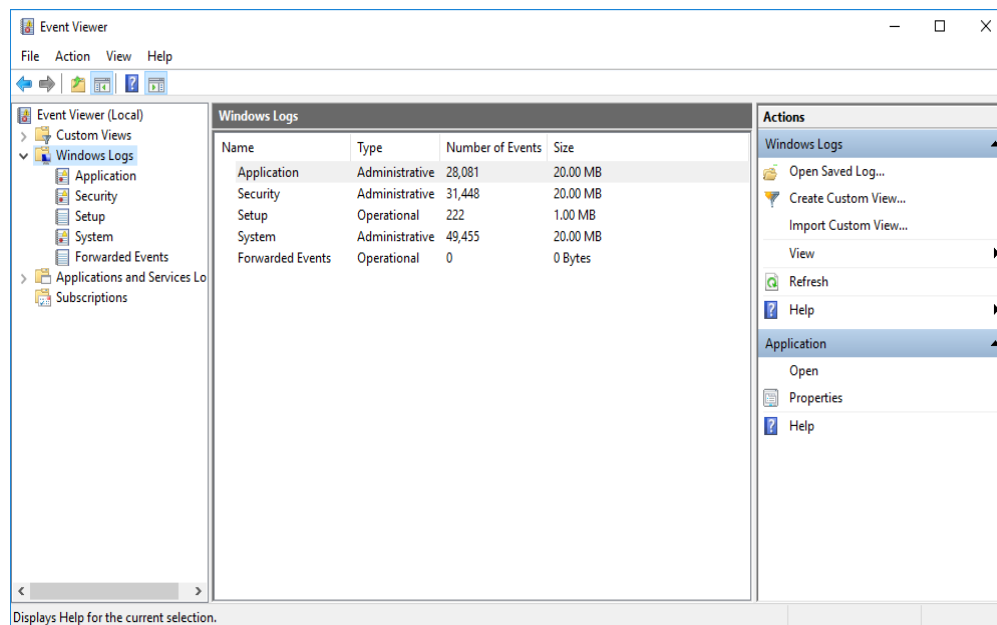 Event Viewer
File Action View Help
Event Viewer (Local)
Custom Views
Windows Logs
Application
Security
Setup
System
Forwarded Events
Applications and Services Lo
Subscriptions
Windows Logs
Name Type Number of Events Size
Application Administrative 28,081 20.00 MB
Security Administrative 31,448 20.00 MB
Setup Operational 222 1.00 MB
System Administrative 49,455 20.00 MB
Forwarded Events Operational 0 0 Bytes
Actions
Windows Logs
Open Saved Log...
Create Custom View...
Import Custom View...
View
Refresh
Help
Application
Open
Properties
Help
Displays Help for the current selection.